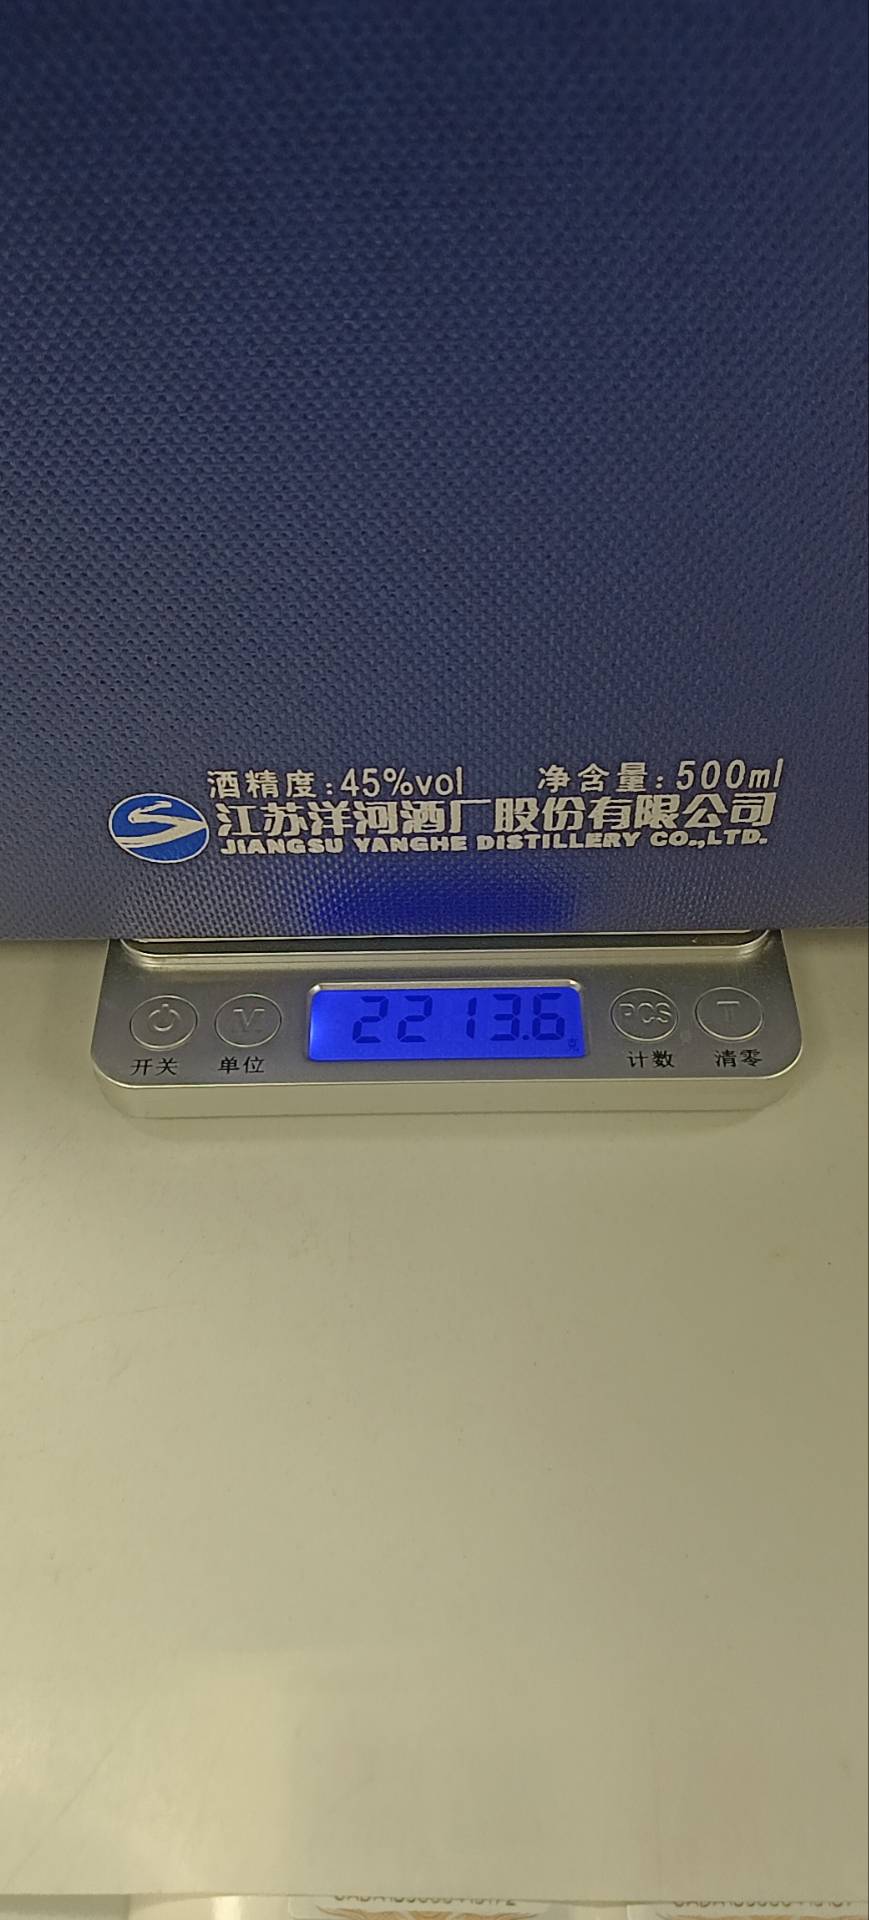 酒精度:45%vol 净含量:500ml
江苏洋河酒厂股份有限公司
JIANGSU YANGHE DISTILLERY CO.,LTD.
2213.6
克
M PCS T
开关 单位 计数 清零